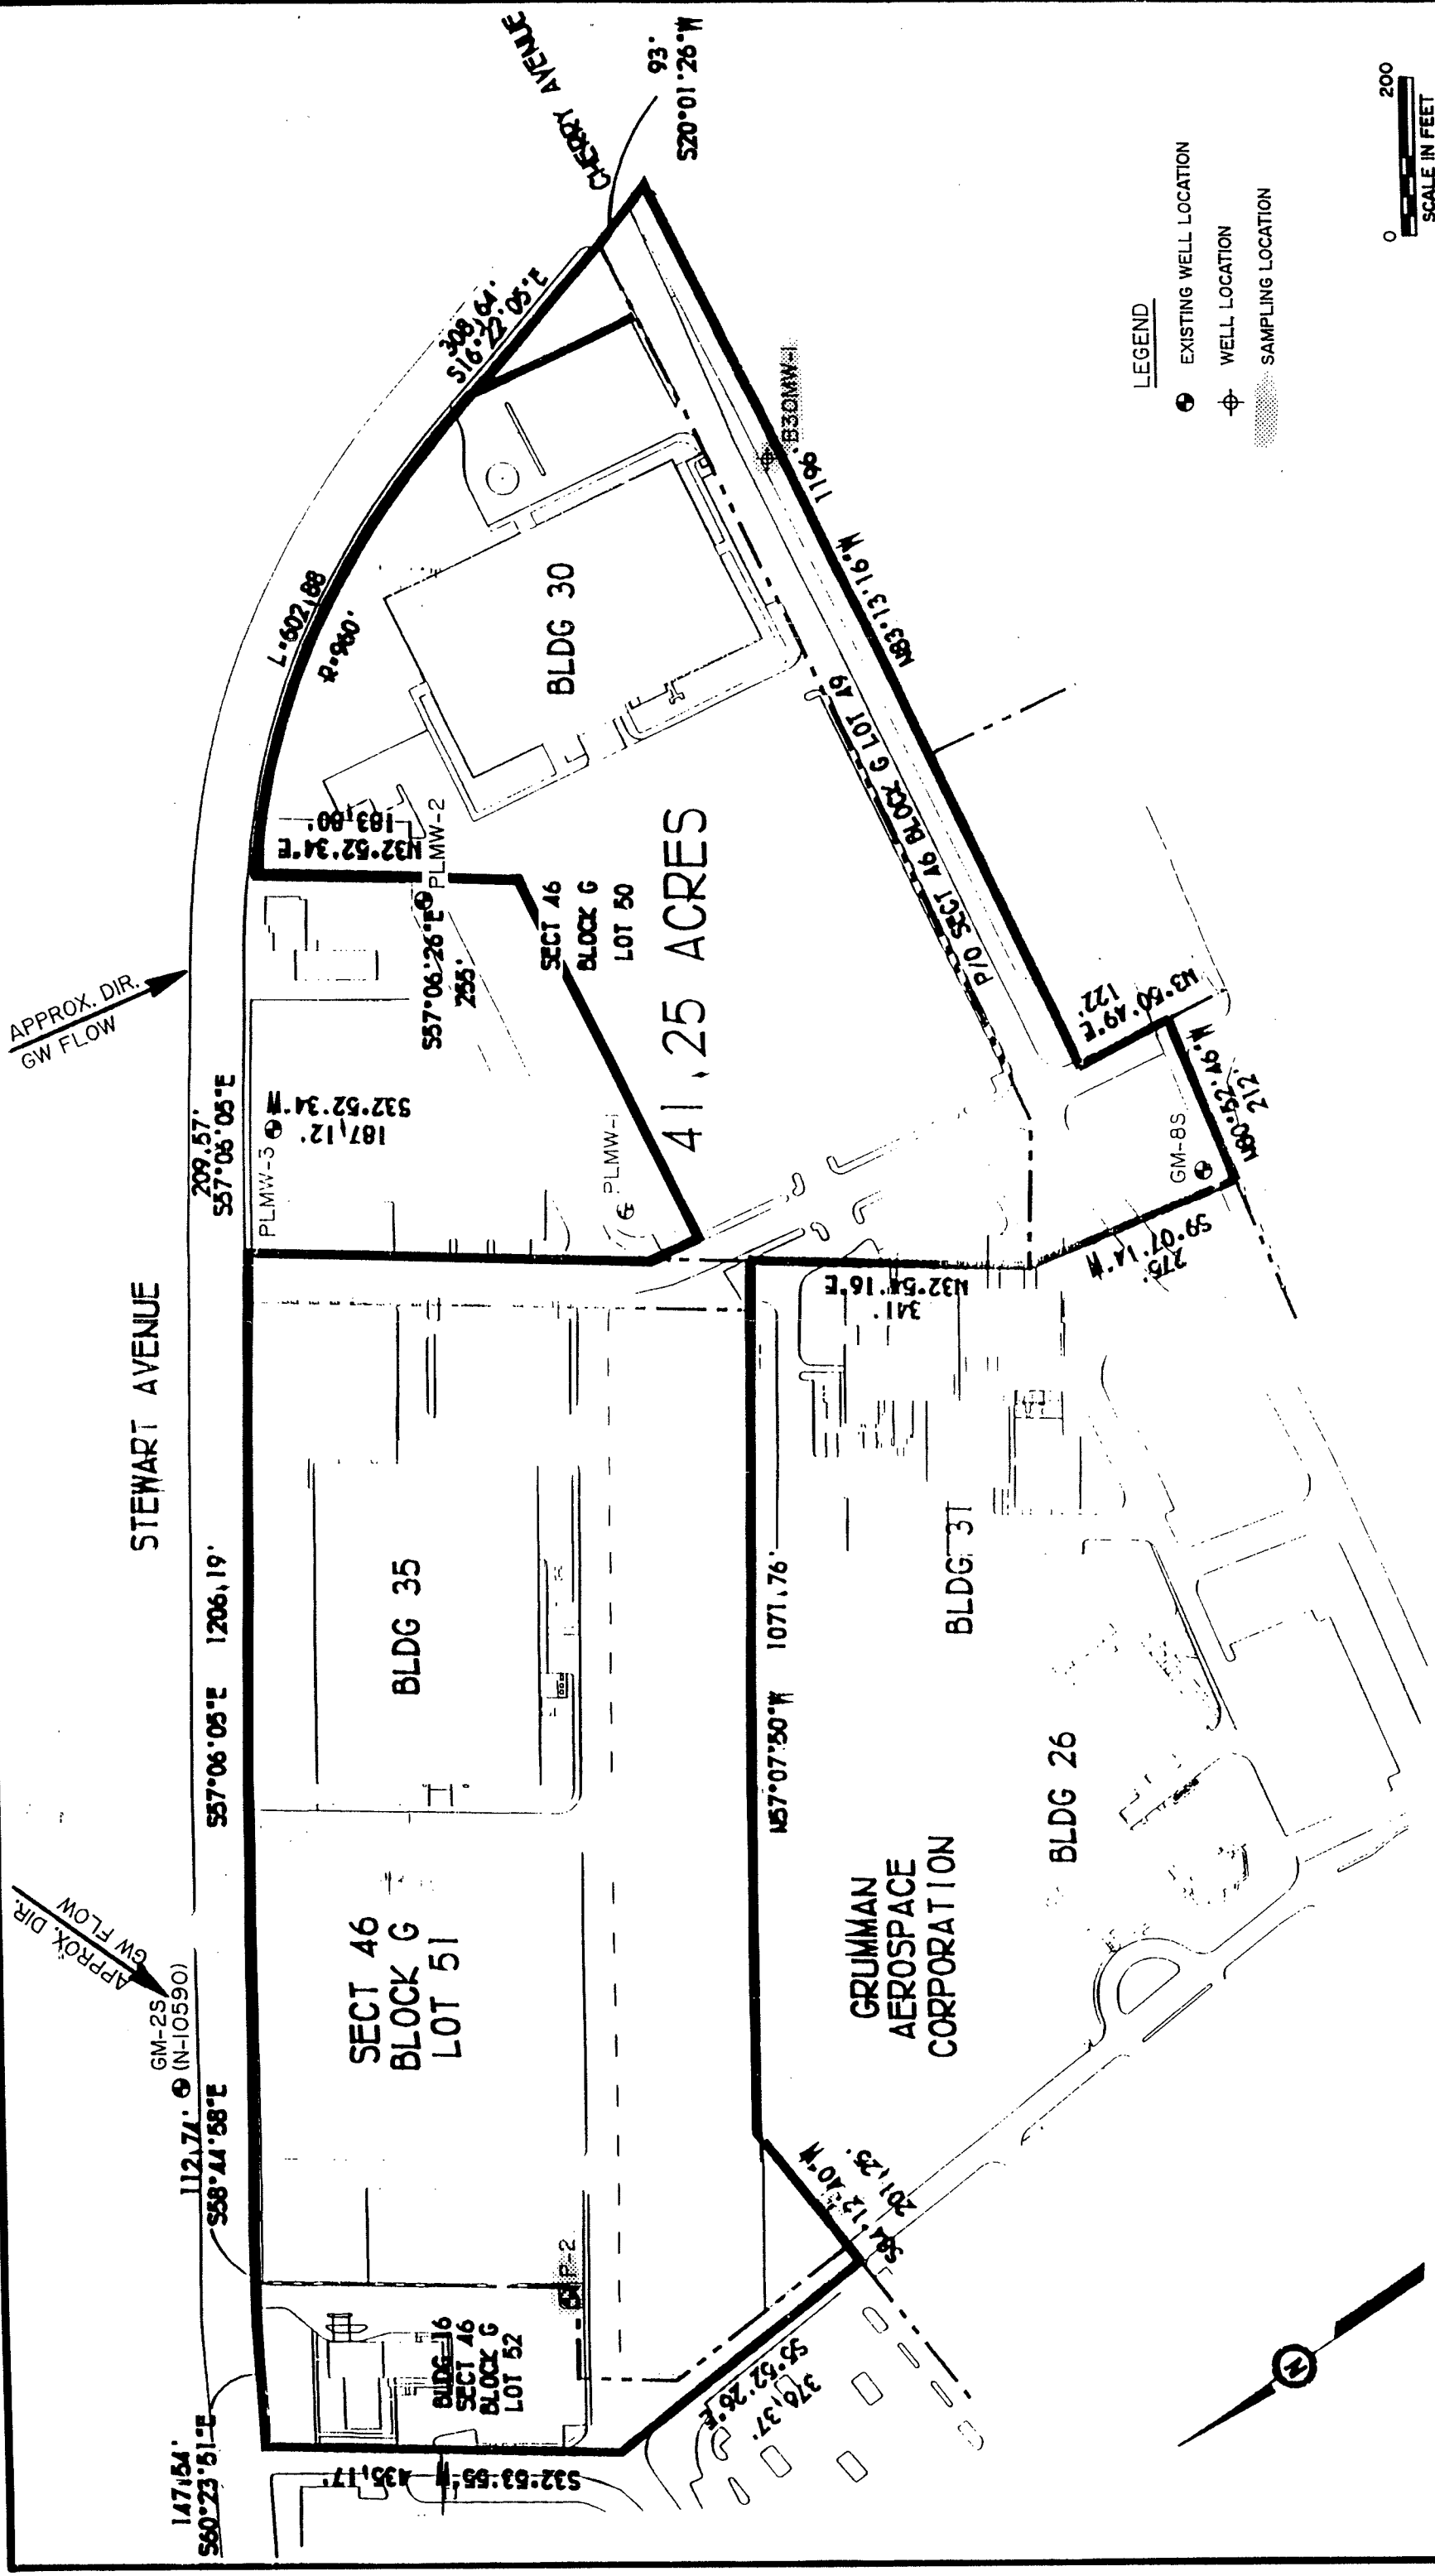 STEWART AVENUE
CHERRY AVENUE
APPROX. DIR.
GW FLOW
APPROX. DIR.
GW FLOW
147.54'
S60°23'51"E
112.74'
S58°44'58"E
GM-2S
(N-10590)
S57°06'05"E 1206.19'
209.57'
S57°06'05"E
PLMW-3
187.12'
S32°52'34"W
PLMW-1
S57°06'26"E
255'
PLMW-2
N32°52'34"E
183.80'
L=602.88
R=960'
308.64'
S16°22'05"E
93'
S20°01'26"W
BLDG 30
B30MW-1
N83°13'16"W 1196'
P/O SECT 46 BLOCK G LOT 49
SECT 46
BLOCK G
LOT 50
41.25 ACRES
N3°50'49"E
122'
N80°52'46"W
212'
GM-8S
S9°07'14"W
275'
N32°54'16"E
341'
BLDG 35
SECT 46
BLOCK G
LOT 51
BLDG 16
SECT 46
BLOCK G
LOT 52
P-2
S32°53'55"W 435.17'
S5°52'26"E
376.37'
201.25'
N57°07'50"W 1071.76'
BLDG 31
BLDG 26
GRUMMAN
AEROSPACE
CORPORATION
N
LEGEND
EXISTING WELL LOCATION
WELL LOCATION
SAMPLING LOCATION
0 200
SCALE IN FEET